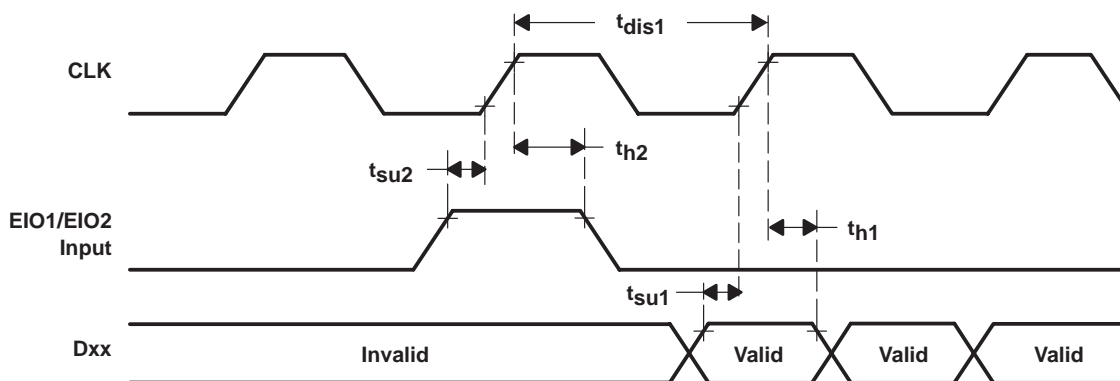 tdis1
CLK
th2
tsu2
EIO1/EIO2
Input
th1
tsu1
Dxx
Invalid
Valid
Valid
Valid